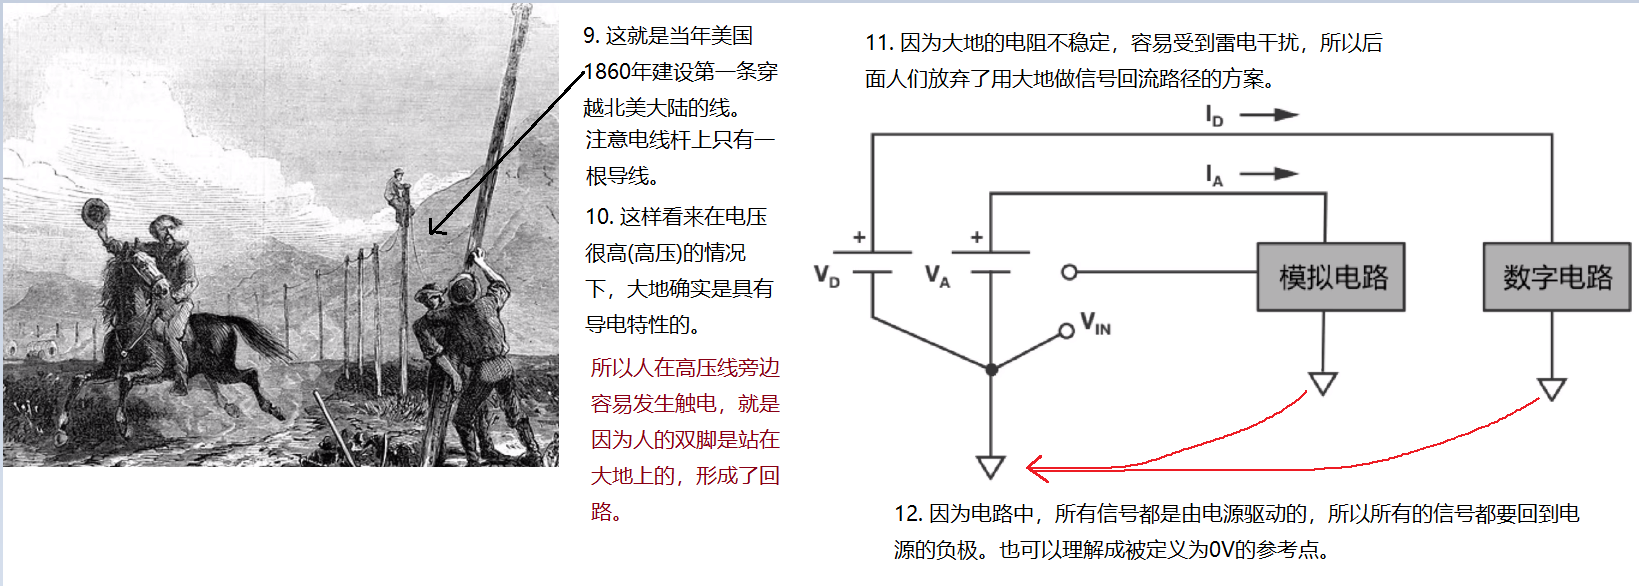 9. 这就是当年美国
1860年建设第一条穿
越北美大陆的线。
注意电线杆上只有一
根导线。
10. 这样看来在电压
很高(高压)的情况
下，大地确实是具有
导电特性的。
所以人在高压线旁边
容易发生触电，就是
因为人的双脚是站在
大地上的，形成了回
路。
11. 因为大地的电阻不稳定，容易受到雷电干扰，所以后
面人们放弃了用大地做信号回流路径的方案。
ID
IA
+
+
VD
VA
VIN
模拟电路
数字电路
12. 因为电路中，所有信号都是由电源驱动的，所以所有的信号都要回到电
源的负极。也可以理解成被定义为0V的参考点。